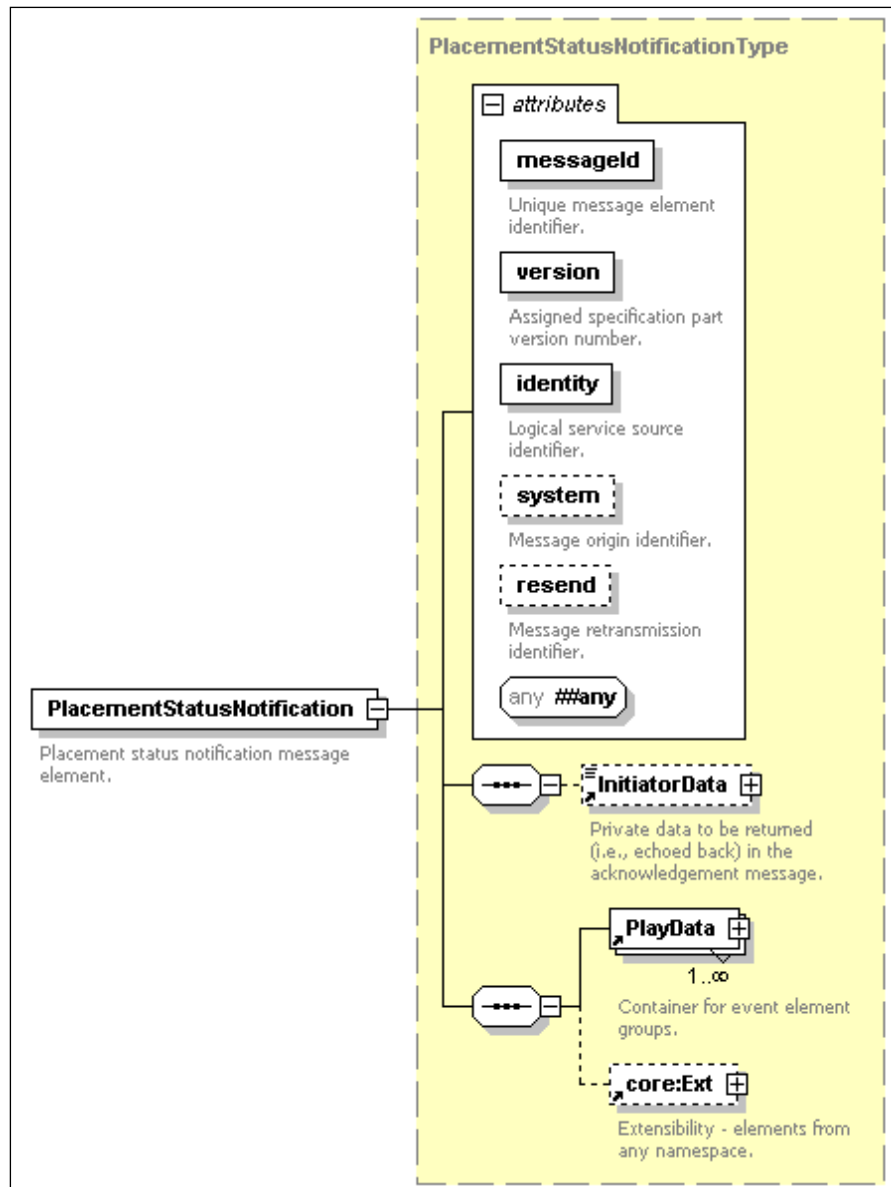 PlacementStatusNotificationType
attributes
messageId
Unique message element
identifier.
version
Assigned specification part
version number.
identity
Logical service source
identifier.
system
Message origin identifier.
resend
Message retransmission
identifier.
any ##any
PlacementStatusNotification
Placement status notification message
element.
InitiatorData
Private data to be returned
(i.e., echoed back) in the
acknowledgement message.
PlayData
1..∞
Container for event element
groups.
core:Ext
Extensibility - elements from
any namespace.